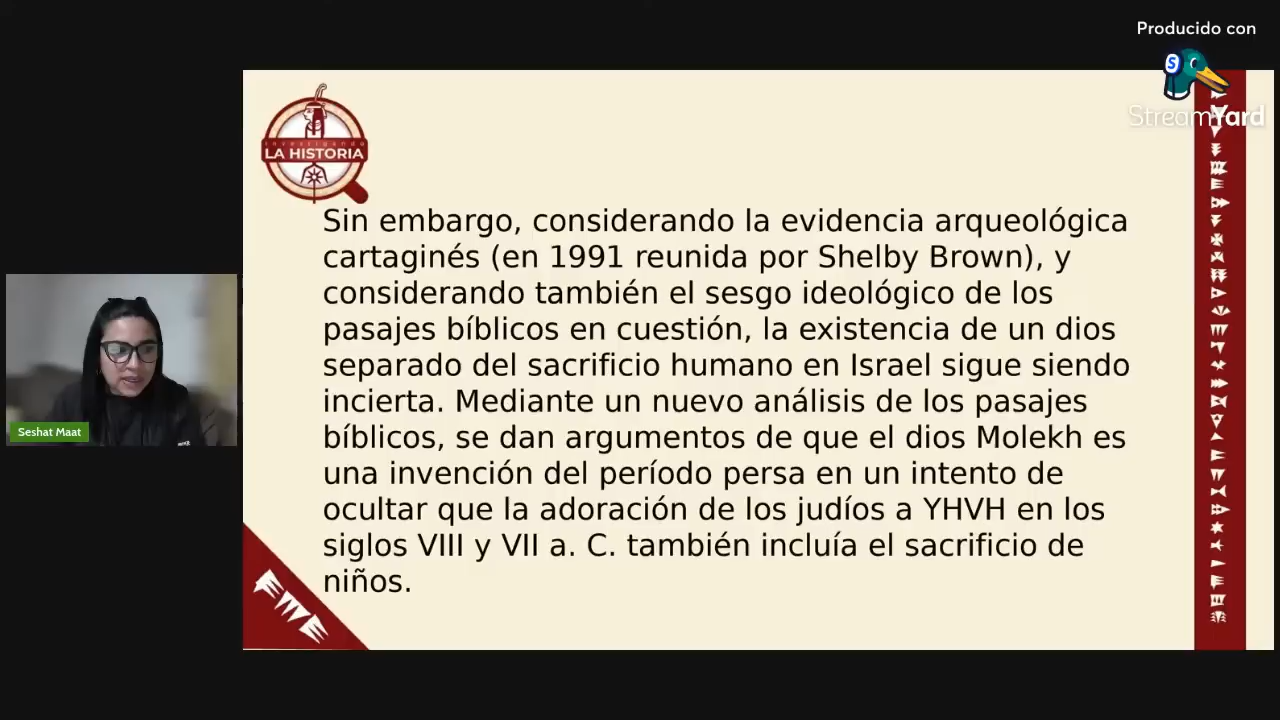 Producido con
StreamYard
Investigando
LA HISTORIA
Sin embargo, considerando la evidencia arqueológica
cartaginés (en 1991 reunida por Shelby Brown), y
considerando también el sesgo ideológico de los
pasajes bíblicos en cuestión, la existencia de un dios
separado del sacrificio humano en Israel sigue siendo
incierta. Mediante un nuevo análisis de los pasajes
bíblicos, se dan argumentos de que el dios Molekh es
una invención del período persa en un intento de
ocultar que la adoración de los judíos a YHVH en los
siglos VIII y VII a. C. también incluía el sacrificio de
niños.
Seshat Maat